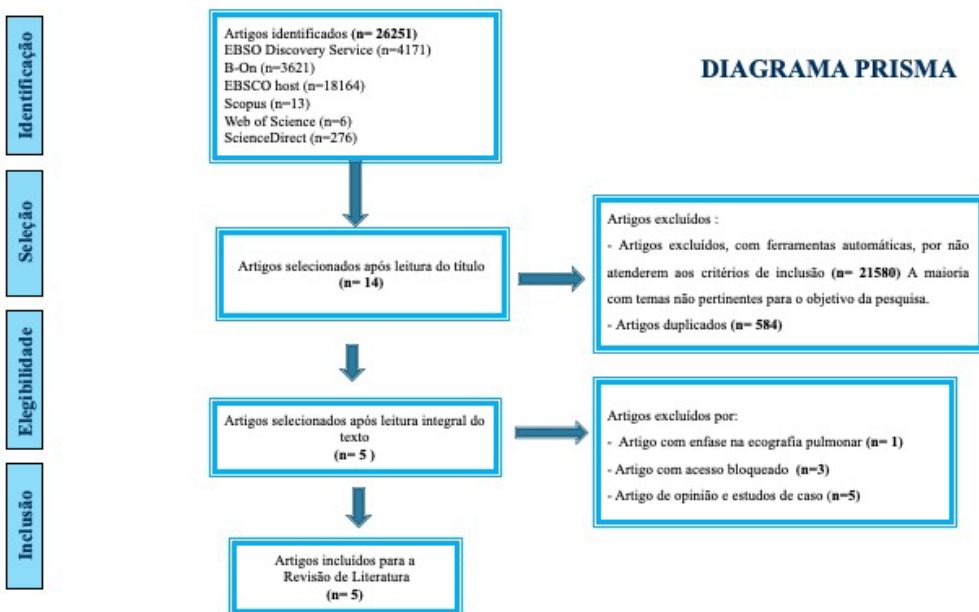 DIAGRAMA PRISMA
Identificação
Artigos identificados (n= 26251)
EBSO Discovery Service (n=4171)
B-On (n=3621)
EBSCO host (n=18164)
Scopus (n=13)
Web of Science (n=6)
ScienceDirect (n=276)
Seleção
Artigos selecionados após leitura do título
(n= 14)
Artigos excluídos :
- Artigos excluídos, com ferramentas automáticas, por não
atenderem aos critérios de inclusão (n= 21580) A maioria
com temas não pertinentes para o objetivo da pesquisa.
- Artigos duplicados (n= 584)
Elegibilidade
Artigos selecionados após leitura integral do
texto
(n= 5 )
Artigos excluídos por:
- Artigo com enfase na ecografia pulmonar (n= 1)
- Artigo com acesso bloqueado (n=3)
- Artigo de opinião e estudos de caso (n=5)
Inclusão
Artigos incluídos para a
Revisão de Literatura
(n= 5)